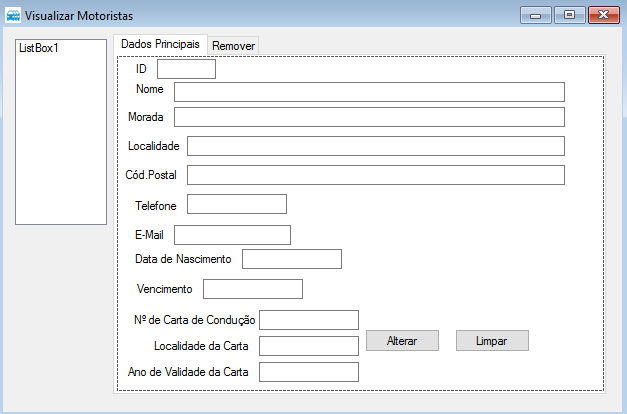 Visualizar Motoristas
ListBox1
Dados Principais
Remover
ID
Nome
Morada
Localidade
Cód.Postal
Telefone
E-Mail
Data de Nascimento
Vencimento
Nº de Carta de Condução
Localidade da Carta
Alterar
Limpar
Ano de Validade da Carta